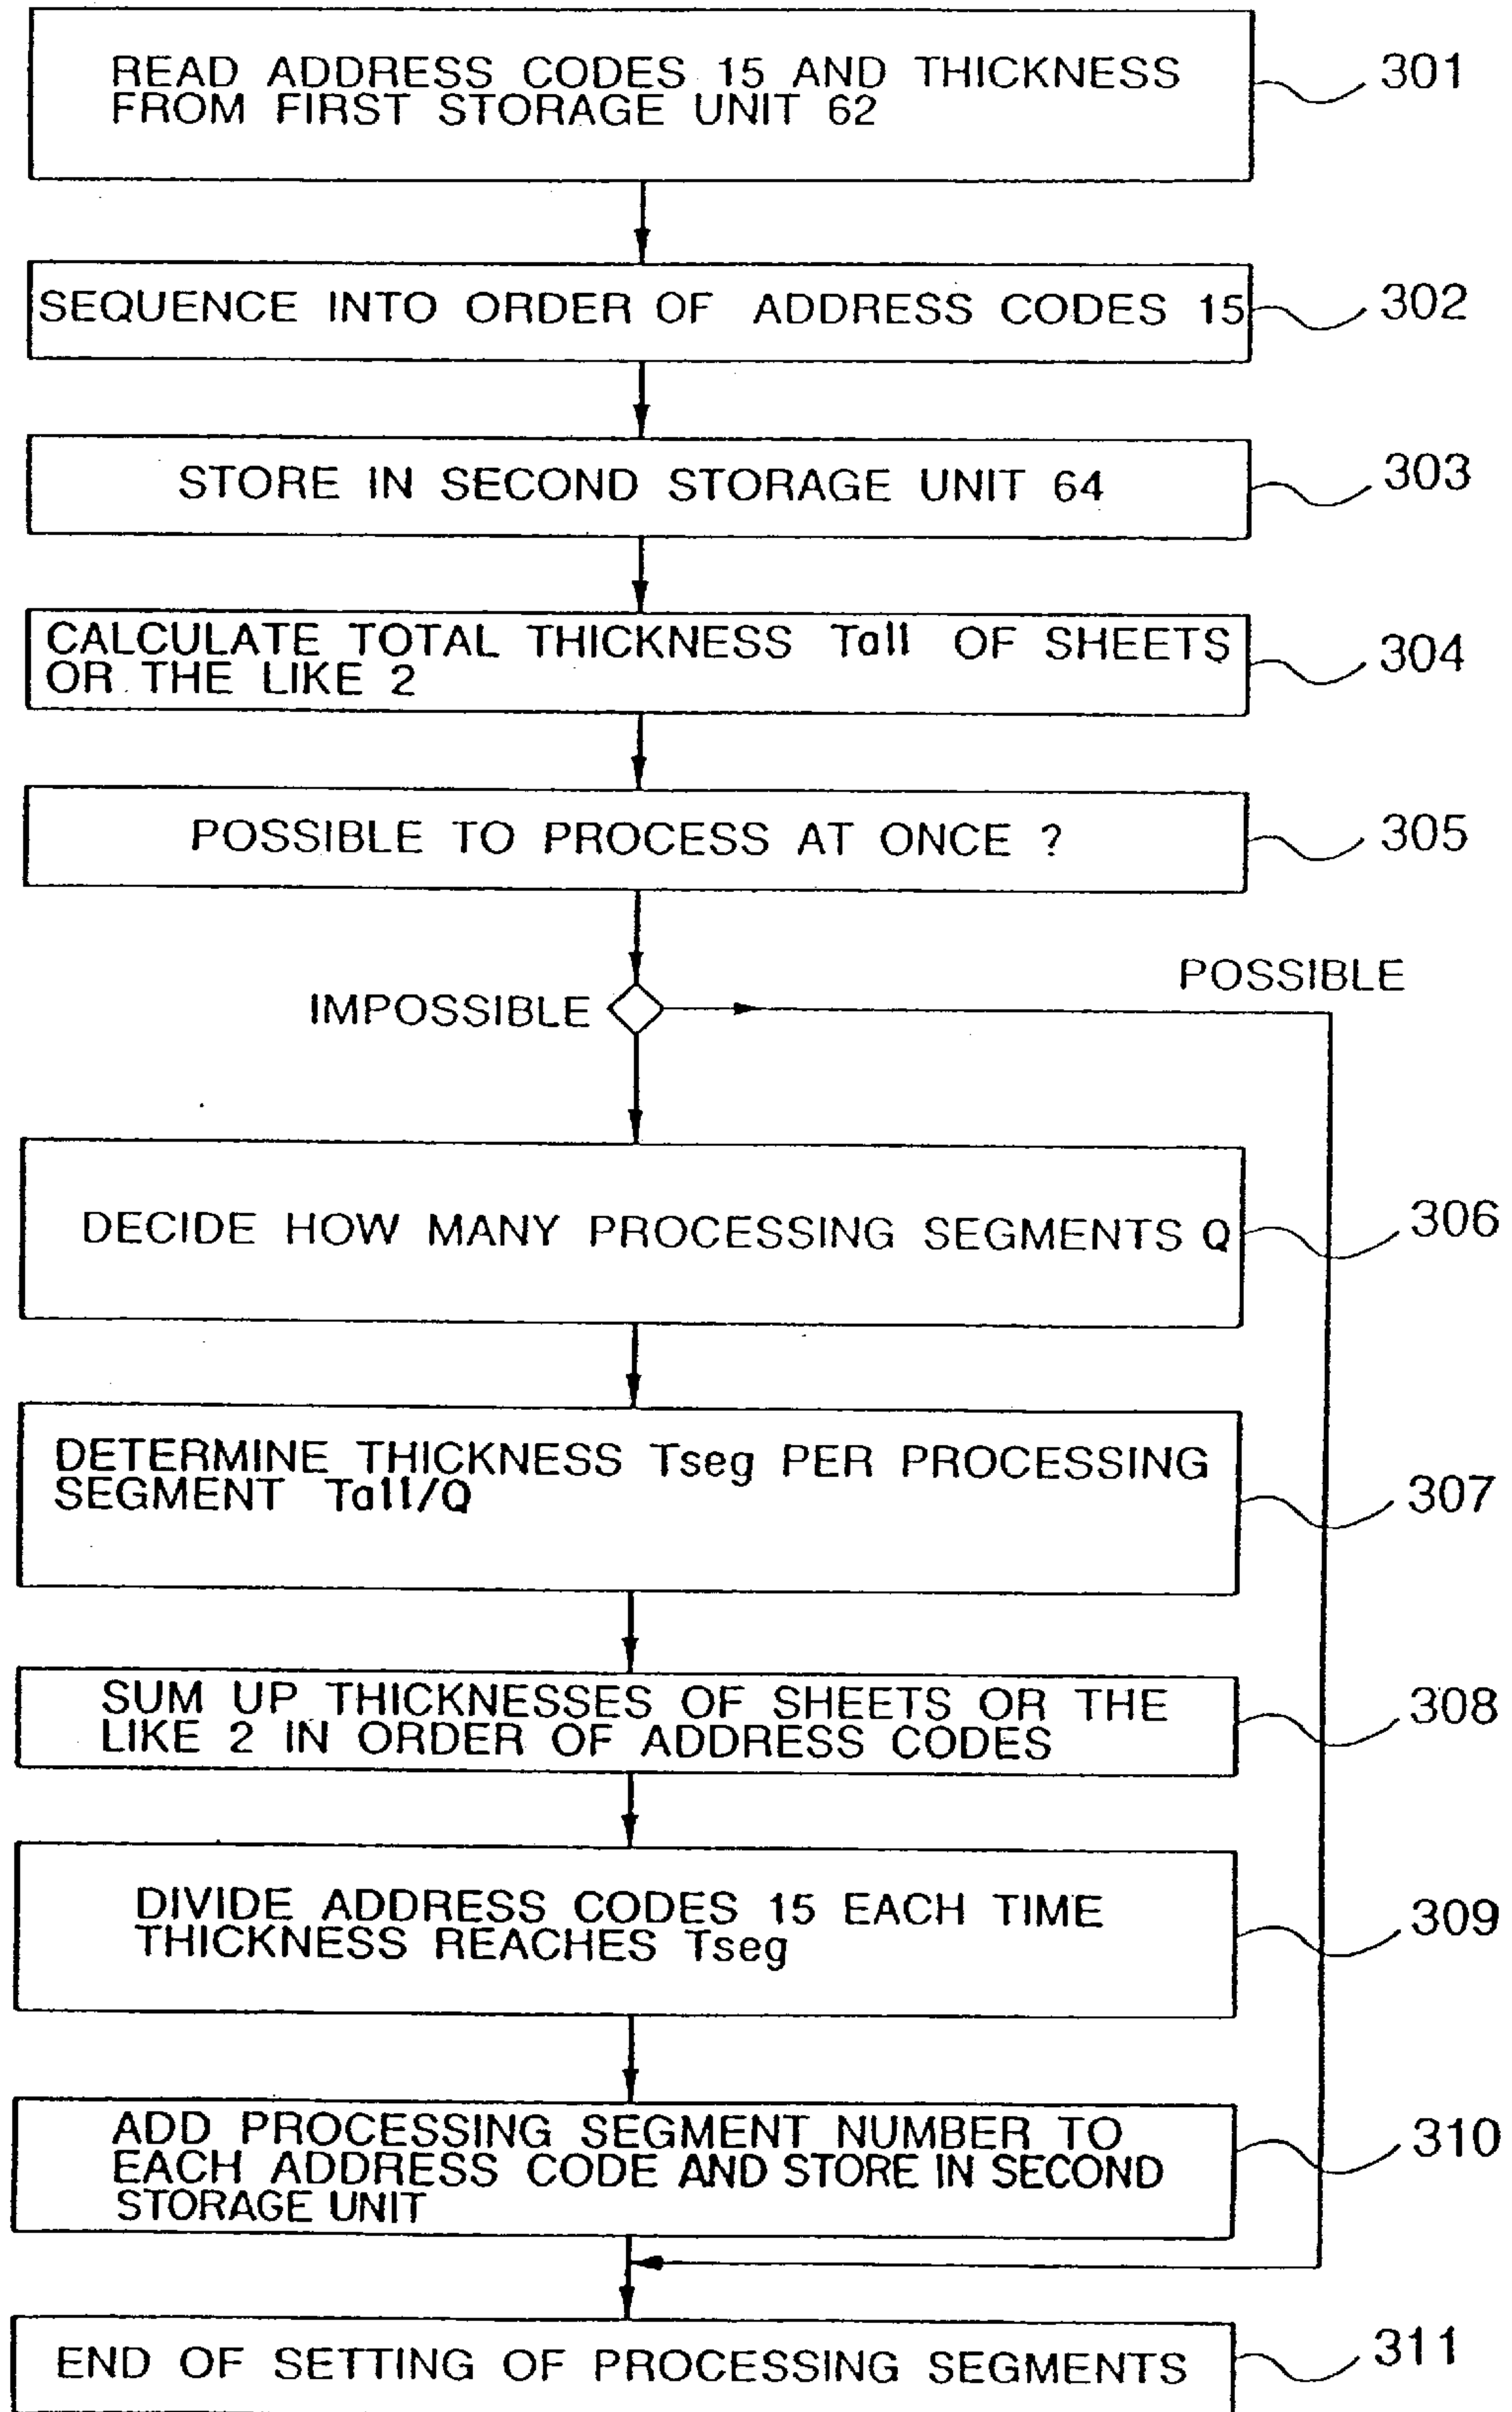 READ ADDRESS CODES 15 AND THICKNESS
FROM FIRST STORAGE UNIT 62
301
SEQUENCE INTO ORDER OF ADDRESS CODES 15
302
STORE IN SECOND STORAGE UNIT 64
303
CALCULATE TOTAL THICKNESS Tall OF SHEETS
OR THE LIKE 2
304
POSSIBLE TO PROCESS AT ONCE ?
305
POSSIBLE
IMPOSSIBLE
DECIDE HOW MANY PROCESSING SEGMENTS Q
306
DETERMINE THICKNESS Tseg PER PROCESSING
SEGMENT Tall/Q
307
SUM UP THICKNESSES OF SHEETS OR THE
LIKE 2 IN ORDER OF ADDRESS CODES
308
DIVIDE ADDRESS CODES 15 EACH TIME
THICKNESS REACHES Tseg
309
ADD PROCESSING SEGMENT NUMBER TO
EACH ADDRESS CODE AND STORE IN SECOND
STORAGE UNIT
310
END OF SETTING OF PROCESSING SEGMENTS
311